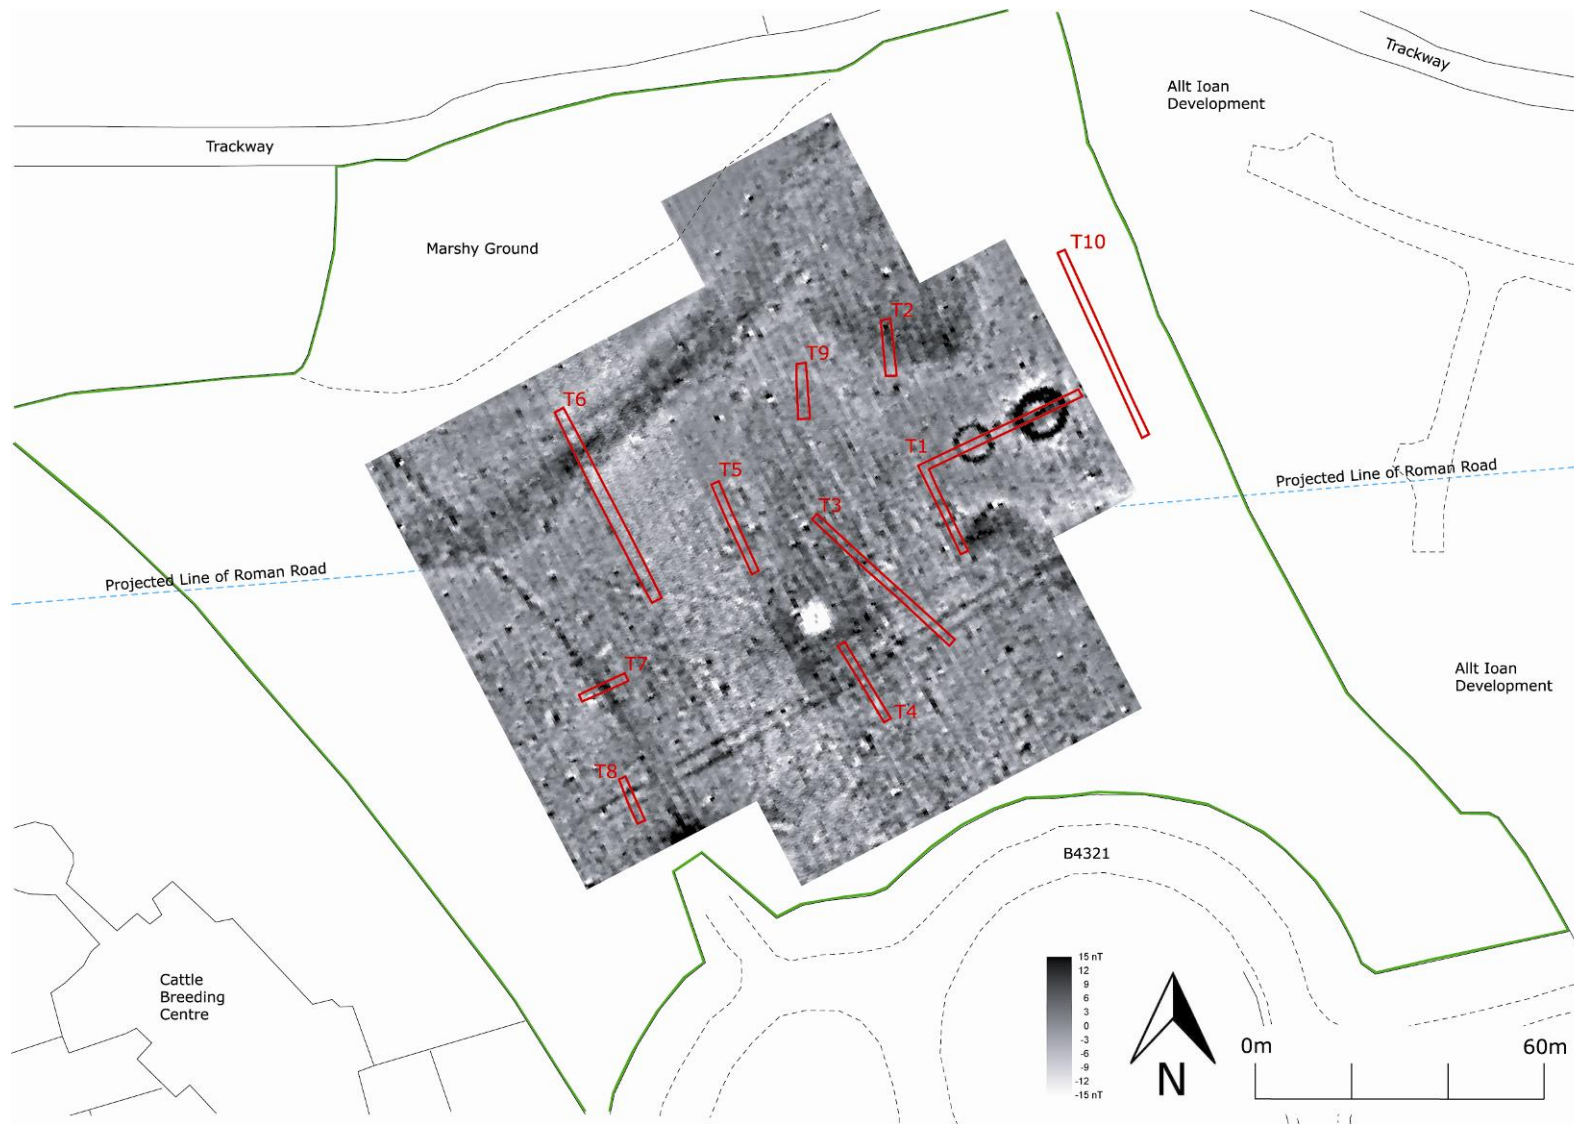 Trackway
Allt Ioan
Development
Trackway
Marshy Ground
T10
T2
T9
T6
T1
T5
T3
Projected Line of Roman Road
Projected Line of Roman Road
T7
Allt Ioan
Development
T4
T8
B4321
Cattle
Breeding
Centre
15 nT
12
9
6
3
0
-3
-6
-9
-12
-15 nT
N
0m
60m